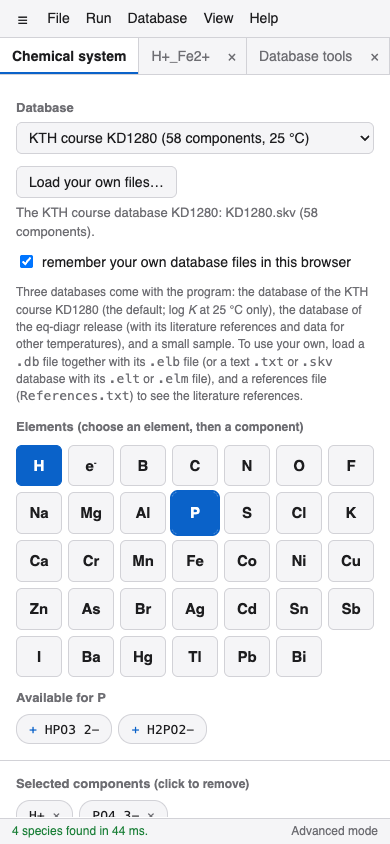 ≡ File Run Database View Help
Chemical system H+_Fe2+ × Database tools ×
Database
KTH course KD1280 (58 components, 25 °C)
Load your own files…
The KTH course database KD1280: KD1280.skv (58
components).
remember your own database files in this browser
Three databases come with the program: the database of the KTH
course KD1280 (the default; log K at 25 °C only), the database of
the eq-diagr release (with its literature references and data for
other temperatures), and a small sample. To use your own, load a
.db file together with its .elb file (or a text .txt or .skv
database with its .elt or .elm file), and a references file
(References.txt) to see the literature references.
Elements (choose an element, then a component)
H e- B C N O F
Na Mg Al P S Cl K
Ca Cr Mn Fe Co Ni Cu
Zn As Br Ag Cd Sn Sb
I Ba Hg Tl Pb Bi
Available for P
+ HPO3 2− + H2PO2−
Selected components (click to remove)
H+ × PO4 3− ×
4 species found in 44 ms. Advanced mode